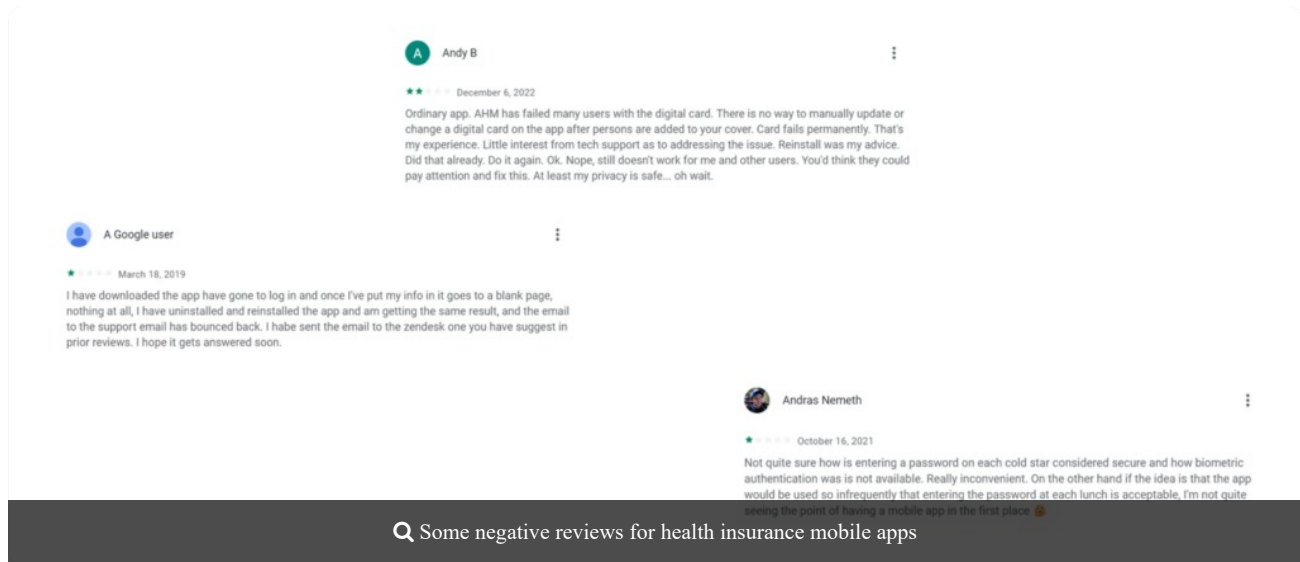 A
Andy B
December 6, 2022
Ordinary app. AHM has failed many users with the digital card. There is no way to manually update or
change a digital card on the app after persons are added to your cover. Card fails permanently. That's
my experience. Little interest from tech support as to addressing the issue. Reinstall was my advice.
Did that already. Do it again. Ok. Nope, still doesn't work for me and other users. You'd think they could
pay attention and fix this. At least my privacy is safe... oh wait.
A Google user
March 18, 2019
I have downloaded the app have gone to log in and once I've put my info in it goes to a blank page,
nothing at all, I have uninstalled and reinstalled the app and am getting the same result, and the email
to the support email has bounced back. I habe sent the email to the zendesk one you have suggest in
prior reviews. I hope it gets answered soon.
Andras Nemeth
October 16, 2021
Not quite sure how is entering a password on each cold star considered secure and how biometric
authentication was is not available. Really inconvenient. On the other hand if the idea is that the app
would be used so infrequently that entering the password at each lunch is acceptable, I'm not quite
seeing the point of having a mobile app in the first place
Some negative reviews for health insurance mobile apps